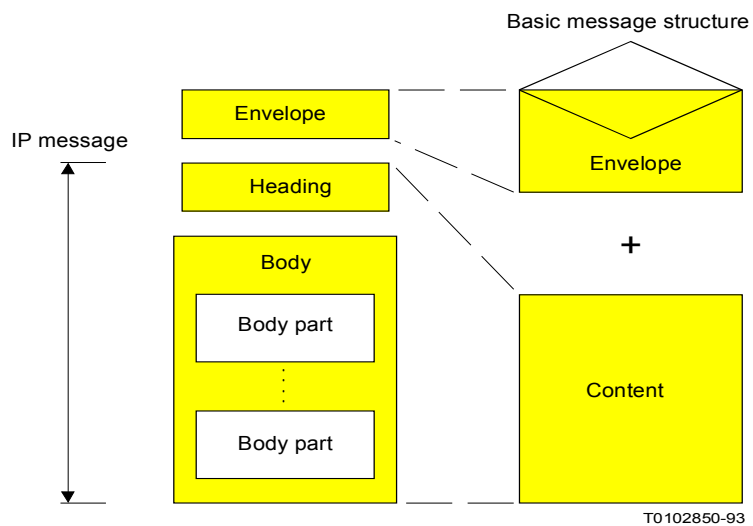 Basic message structure
Envelope
IP message
Envelope
Heading
+
Body
Body part
Content
Body part
T0102850-93